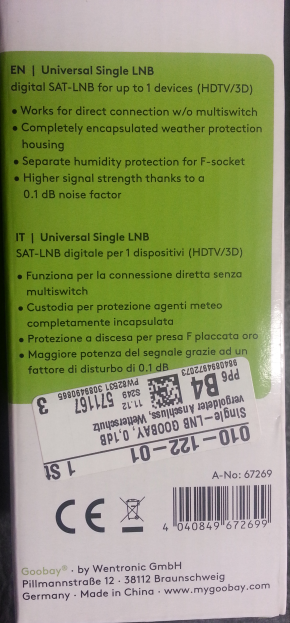 EN | Universal Single LNB
digital SAT-LNB for up to 1 devices (HDTV/3D)
• Works for direct connection w/o multiswitch
• Completely encapsulated weather protection
housing
• Separate humidity protection for F-socket
• Higher signal strength thanks to a
0.1 dB noise factor
IT | Universal Single LNB
SAT-LNB digitale per 1 dispositivi (HDTV/3D)
• Funziona per la connessione diretta senza
multiswitch
• Custodia per protezione agenti meteo
completamente incapsulata
• Protezione a discesa per presa F placcata oro
• Maggiore potenza del segnale grazie ad un
fattore di disturbo di 0.1 dB
010-122-01
1 St
Single-LNB GOOBAY, 0,1dB
vergoldeter Anschluss, Wetterschutz
PP6 B4
11.12 571167 3
S249
A-No: 67269
CE
4 040849 672699
Goobay® · by Wentronic GmbH
Pillmannstraße 12 · 38112 Braunschweig
Germany · Made in China · www.mygoobay.com